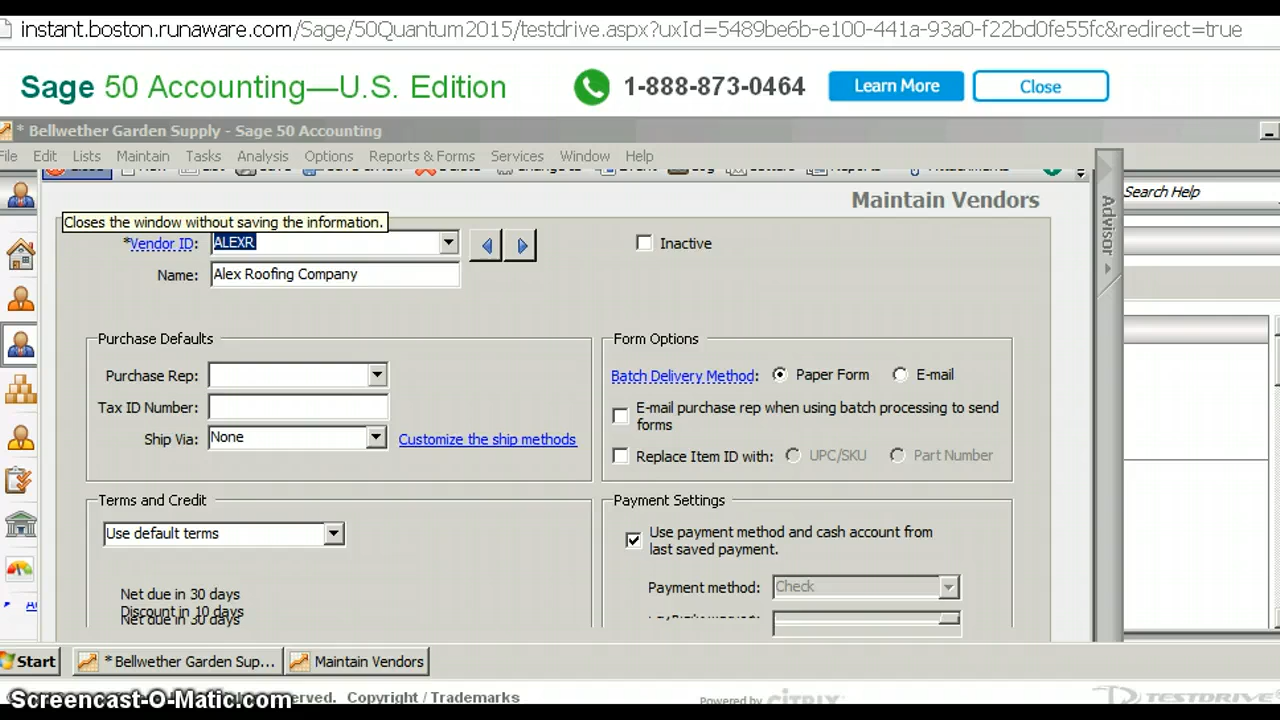 instant.boston.runaware.com/Sage/50Quantum2015/testdrive.aspx?uxId=5489be6b-e100-441a-93a0-f22bd0fe55fc&redirect=true
Sage 50 Accounting—U.S. Edition 1-888-873-0464 Learn More Close
* Bellwether Garden Supply - Sage 50 Accounting
File Edit Lists Maintain Tasks Analysis Options Reports & Forms Services Window Help
Search Help
Maintain Vendors
Advisor
Closes the window without saving the information.
*Vendor ID: ALEXR Inactive
Name: Alex Roofing Company
Purchase Defaults Form Options
Purchase Rep: Batch Delivery Method: Paper Form E-mail
Tax ID Number: E-mail purchase rep when using batch processing to send
forms
Ship Via: None Customize the ship methods
Replace Item ID with: UPC/SKU Part Number
Terms and Credit Payment Settings
Use default terms Use payment method and cash account from
last saved payment.
Payment method: Check
Net due in 30 days
Discount in 10 days
Net due in 30 days
Start * Bellwether Garden Sup... Maintain Vendors
Screencast-O-Matic.com rved. Copyright / Trademarks Powered by CITRIX TESTDRIVE